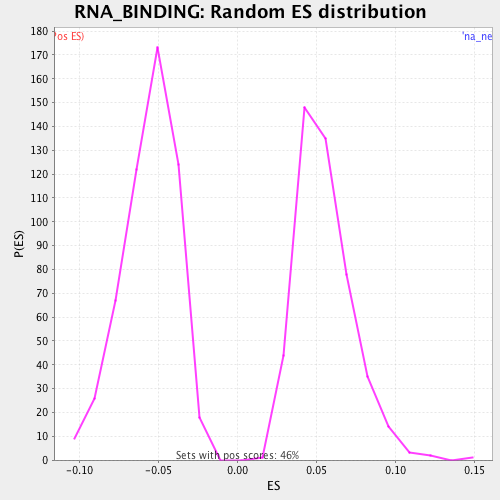 RNA_BINDING: Random ES distribution
'os ES)
'na_ne
180
170
160
150
140
130
120
110
100
90
80
70
60
50
40
30
20
10
0
P(ES)
Sets with pos scores: 46%
-0.10 -0.05 0.00 0.05 0.10 0.15
ES